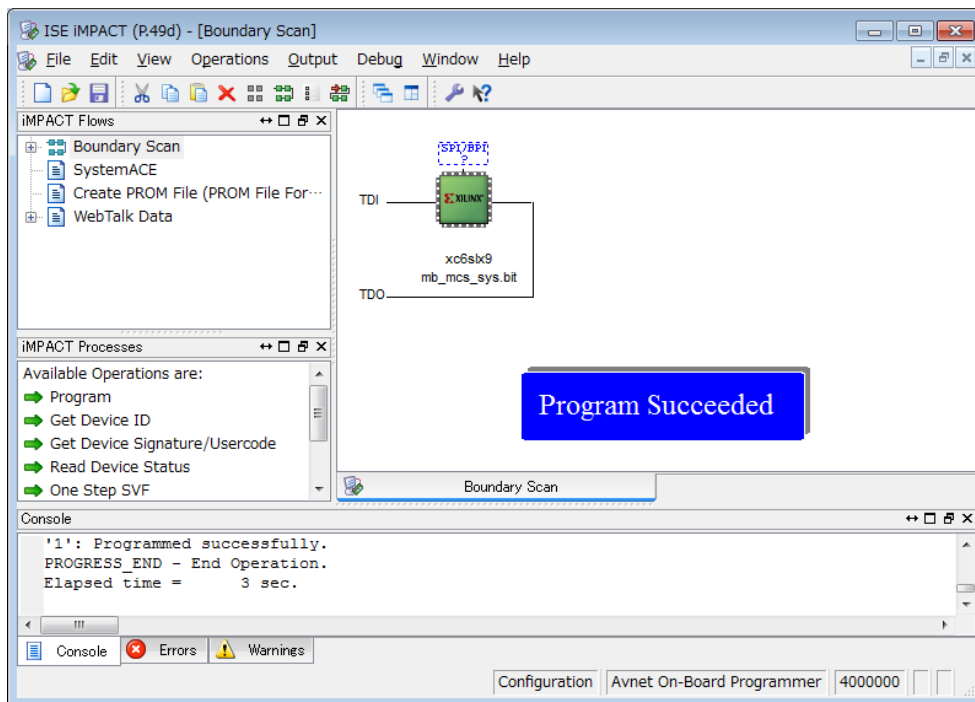 ISE iMPACT (P.49d) - [Boundary Scan]
File Edit View Operations Output Debug Window Help
iMPACT Flows
Boundary Scan
SystemACE
Create PROM File (PROM File For···
WebTalk Data
SPI/BPI
?
TDI
XILINX
xc6slx9
mb_mcs_sys.bit
TDO
iMPACT Processes
Available Operations are:
Program
Get Device ID
Get Device Signature/Usercode
Read Device Status
One Step SVF
Program Succeeded
Boundary Scan
Console
'1': Programmed successfully.
PROGRESS_END - End Operation.
Elapsed time =      3 sec.
Console Errors Warnings
Configuration Avnet On-Board Programmer 4000000